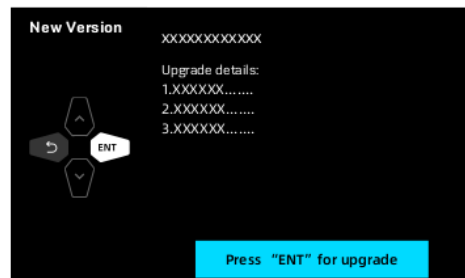 New Version
XXXXXXXXXXXX
Upgrade details:
1.XXXXXX.......
2.XXXXXX.......
3.XXXXXX.......
ENT
Press “ENT” for upgrade